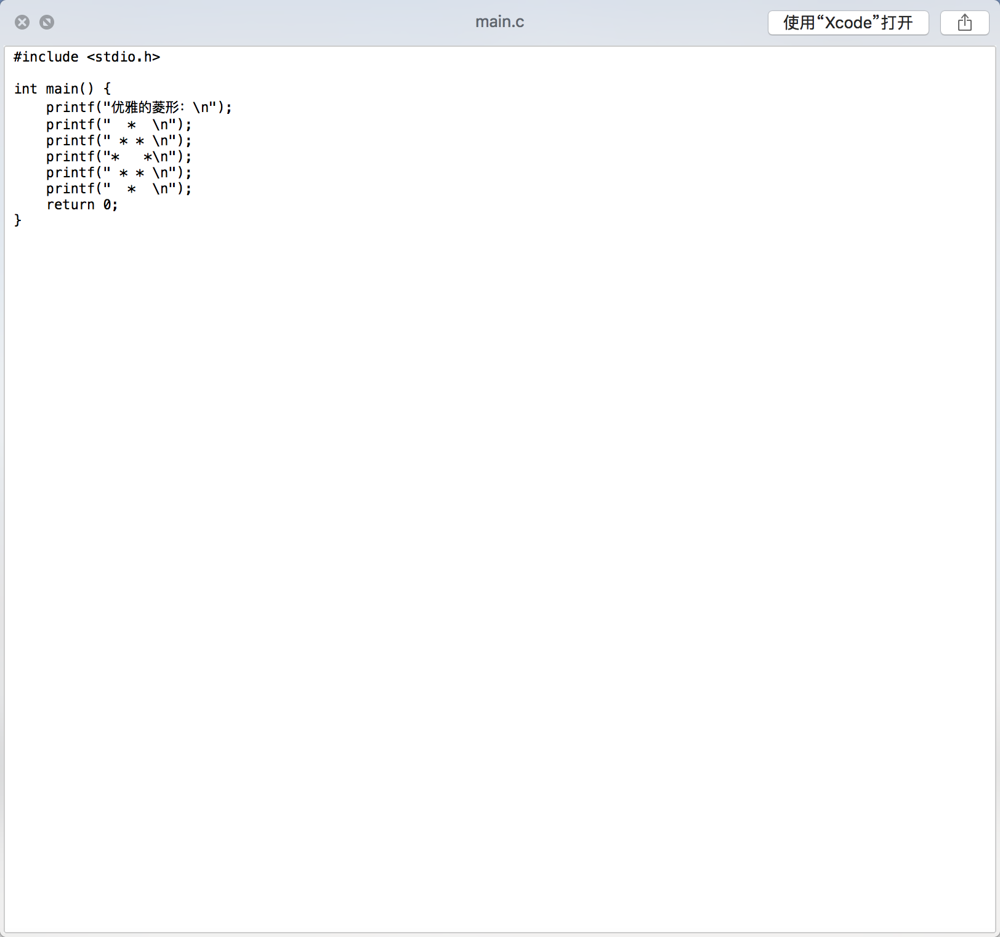 main.c
使用“Xcode”打开
#include <stdio.h>

int main() {
    printf("优雅的菱形：\n");
    printf("  *  \n");
    printf(" * * \n");
    printf("*   *\n");
    printf(" * * \n");
    printf("  *  \n");
    return 0;
}